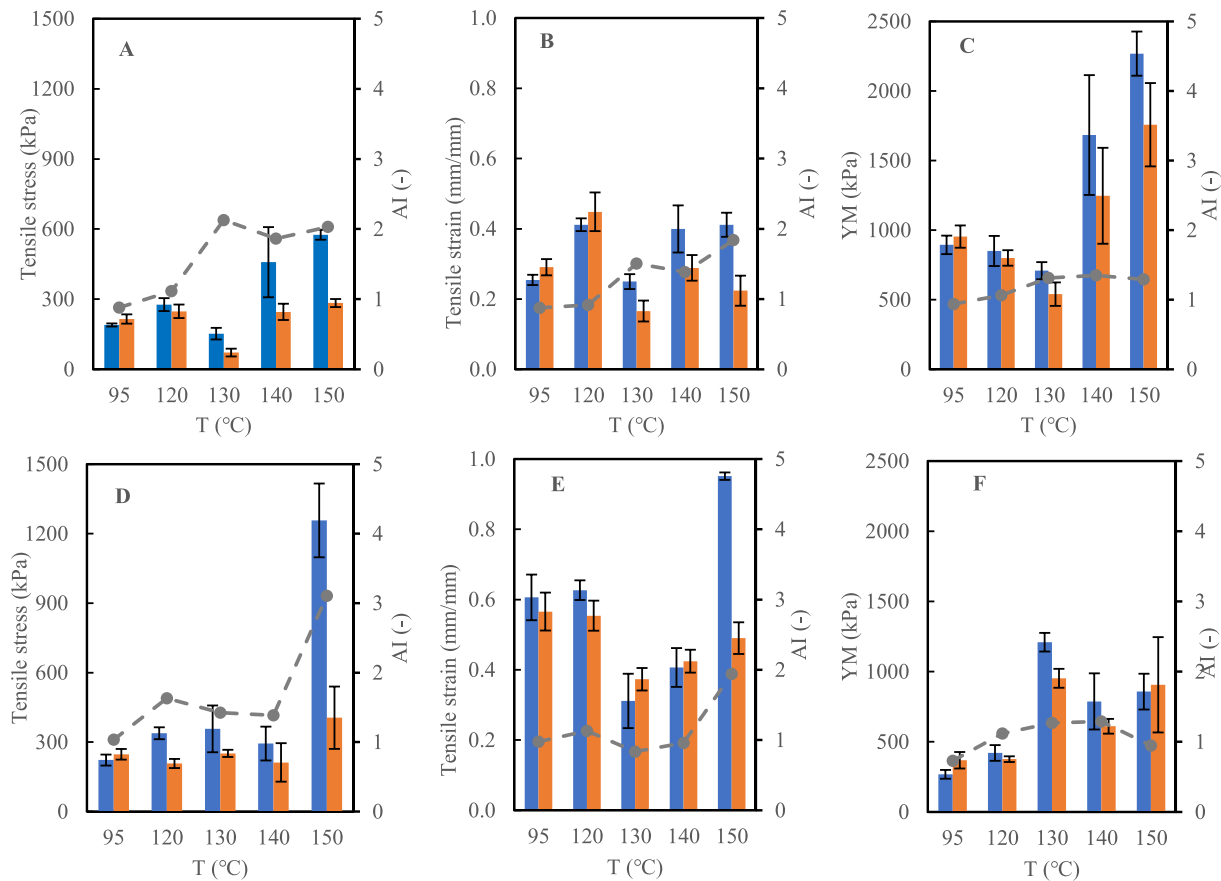 A
Tensile stress (kPa)
1500
1200
900
600
300
0
5
4
3
2
1
0
AI (-)
95 120 130 140 150
T (°C)
B
Tensile strain (mm/mm)
1.0
0.8
0.6
0.4
0.2
0.0
5
4
3
2
1
0
AI (-)
95 120 130 140 150
T (°C)
C
YM (kPa)
2500
2000
1500
1000
500
0
5
4
3
2
1
0
AI (-)
95 120 130 140 150
T (°C)
D
Tensile stress (kPa)
1500
1200
900
600
300
0
5
4
3
2
1
0
AI (-)
95 120 130 140 150
T (°C)
E
Tensile strain (mm/mm)
1.0
0.8
0.6
0.4
0.2
0.0
5
4
3
2
1
0
AI (-)
95 120 130 140 150
T (°C)
F
YM (kPa)
2500
2000
1500
1000
500
0
5
4
3
2
1
0
AI (-)
95 120 130 140 150
T (°C)